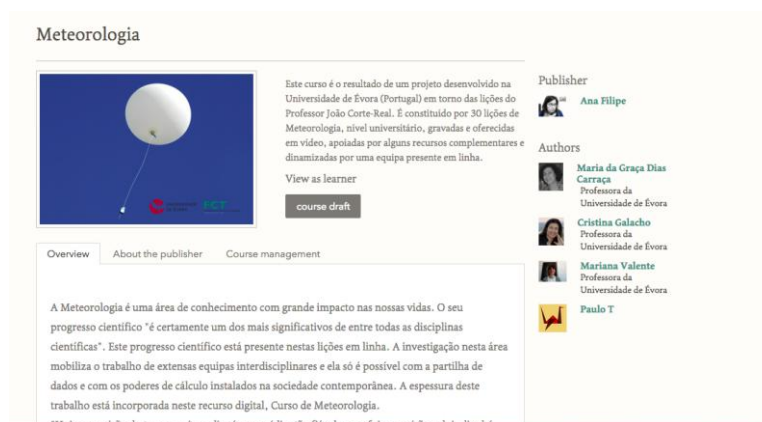 Meteorologia
Este curso é o resultado de um projeto desenvolvido na
Universidade de Évora (Portugal) em torno das lições do
Professor João Corte-Real. É constituído por 30 lições de
Meteorologia, nível universitário, gravadas e oferecidas
em vídeo, apoiadas por alguns recursos complementares e
dinamizadas por uma equipa presente em linha.
View as learner
course draft
FCT
Publisher
Ana Filipe
Authors
Maria da Graça Dias
Carraça
Professora da
Universidade de Évora
Cristina Galacho
Professora da
Universidade de Évora
Mariana Valente
Professora da
Universidade de Évora
Paulo T
Overview
About the publisher
Course management
A Meteorologia é uma área de conhecimento com grande impacto nas nossas vidas. O seu
progresso científico "é certamente um dos mais significativos de entre todas as disciplinas
científicas". Este progresso científico está presente nestas lições em linha. A investigação nesta área
mobiliza o trabalho de extensas equipas interdisciplinares e ela só é possível com a partilha de
dados e com os poderes de cálculo instalados na sociedade contemporânea. A espessura deste
trabalho está incorporada neste recurso digital, Curso de Meteorologia.